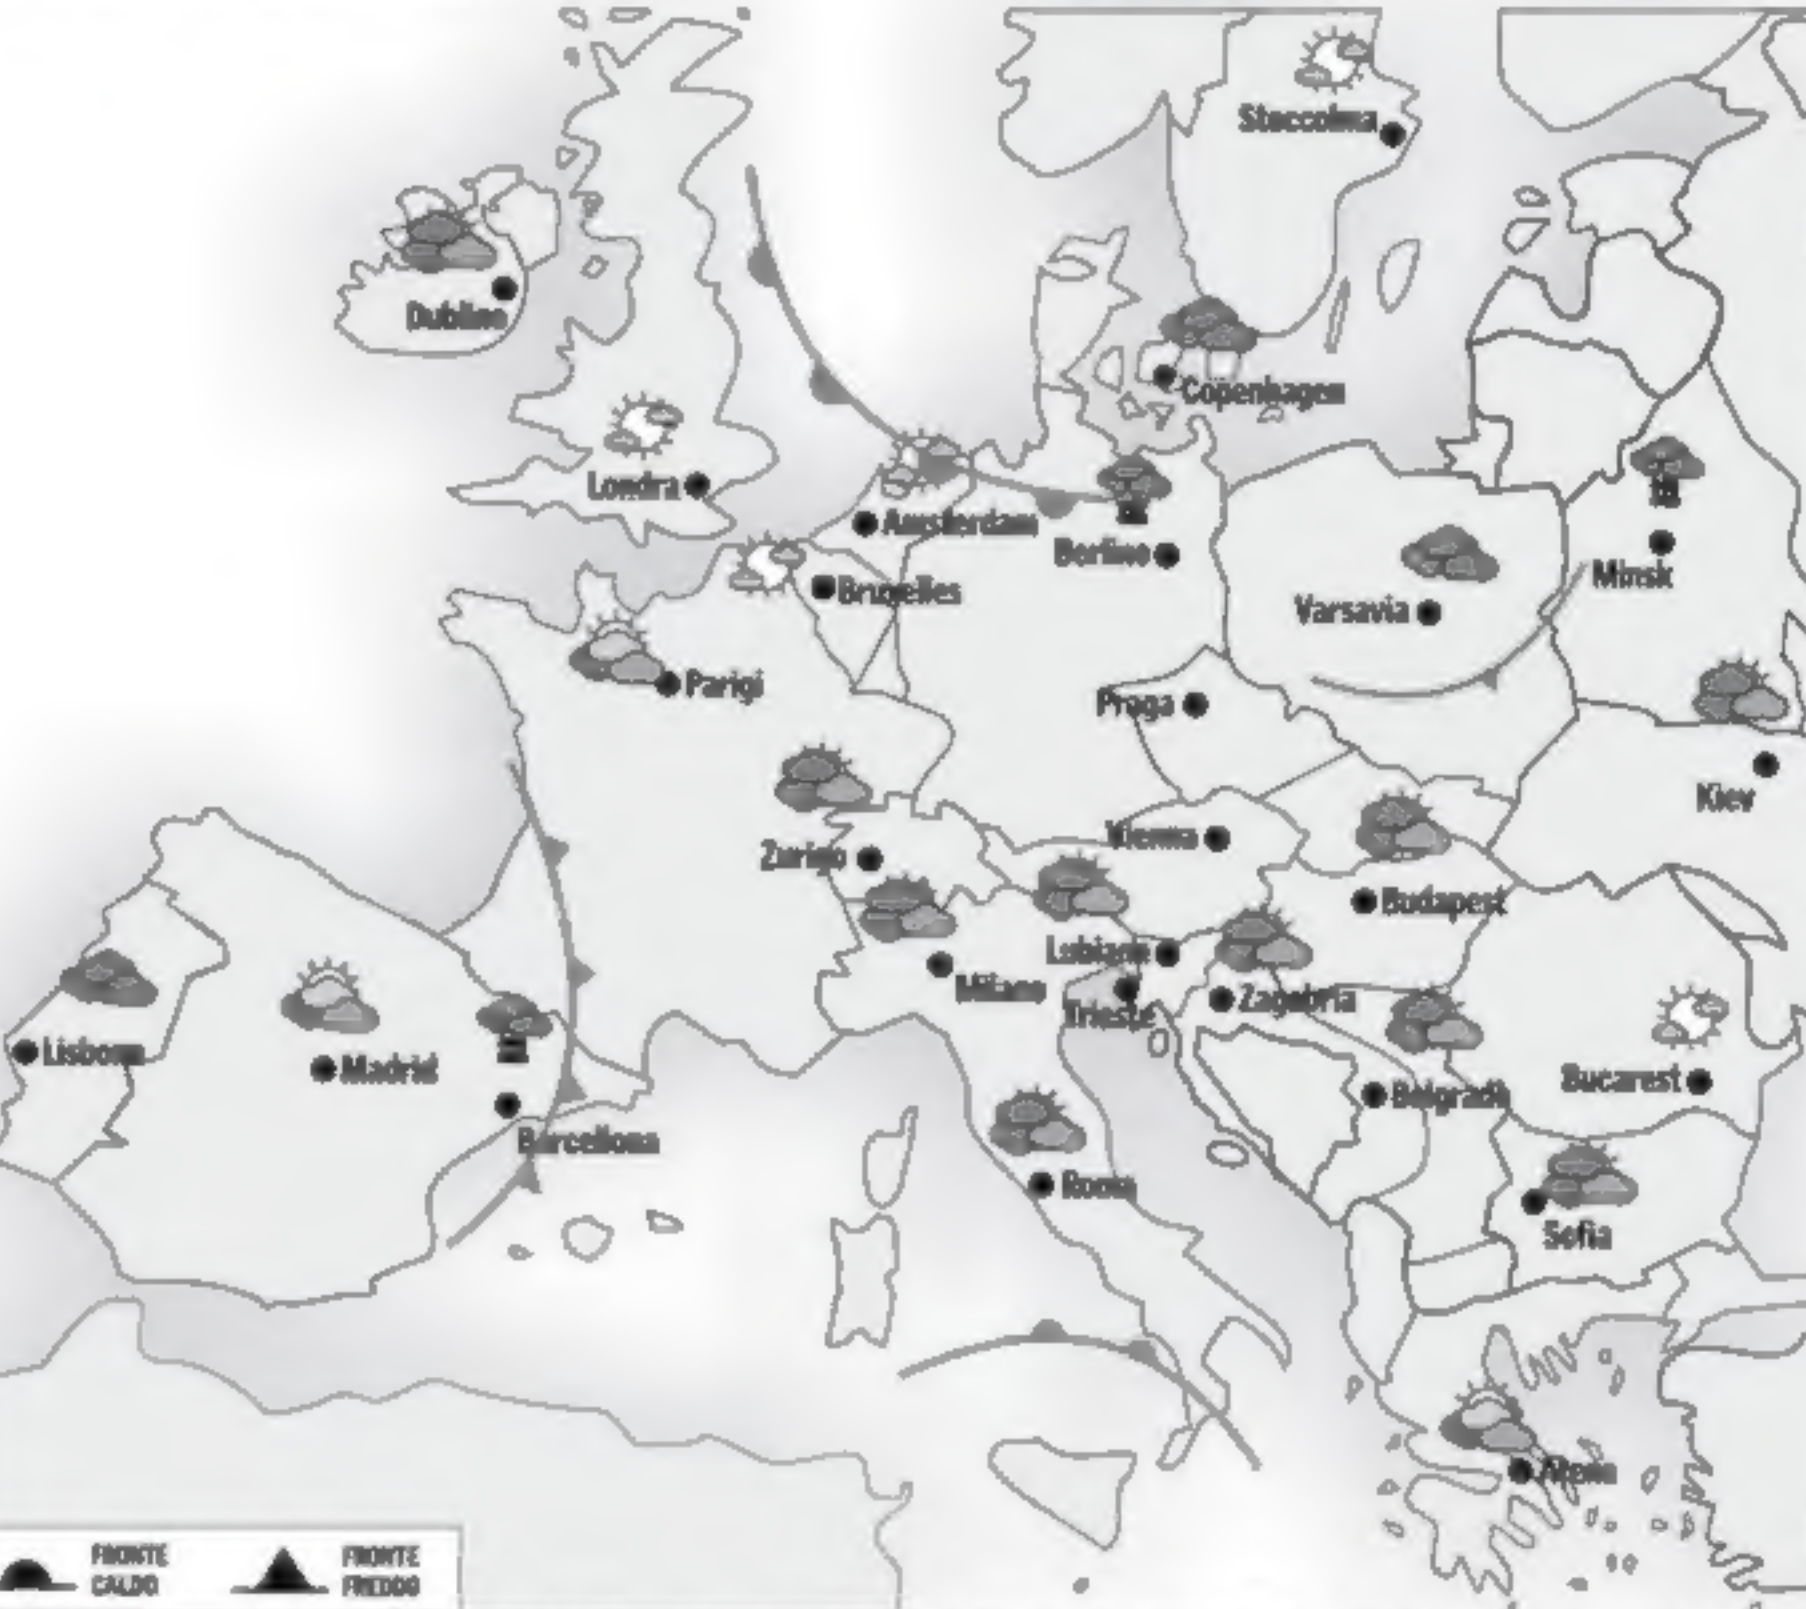 Stoccolma
Dublino
Copenhagen
Londra
Amsterdam
Berlino
Minsk
Bruxelles
Varsavia
Parigi
Praga
Kiev
Vienna
Zurigo
Budapest
Lubiana
Milano
Trieste
Zagabria
Lisbona
Madrid
Belgrado
Bucarest
Barcellona
Roma
Sofia
Atene
FRONTE
CALDO
FRONTE
FREDDO